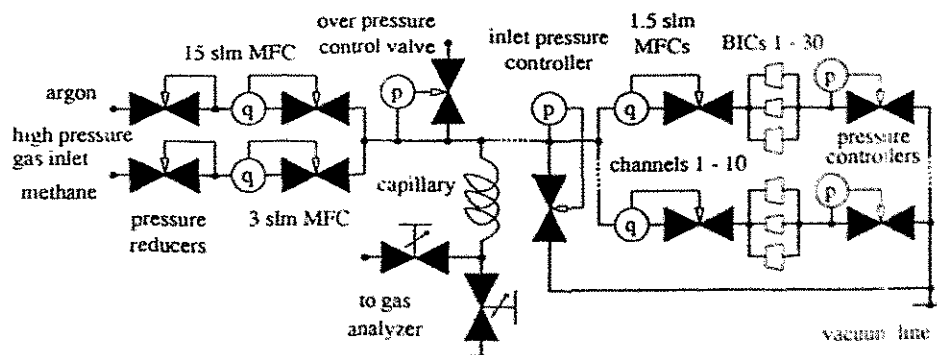 over pressure
control valve
15 slm MFC
inlet pressure
controller
1.5 slm
MFCs
BICs 1 - 30
p
p
p
argon
q
q
high pressure
gas inlet
methane
q
capillary
channels 1 - 10
pressure
controllers
p
q
pressure
reducers
3 slm MFC
to gas
analyzer
vacuum line